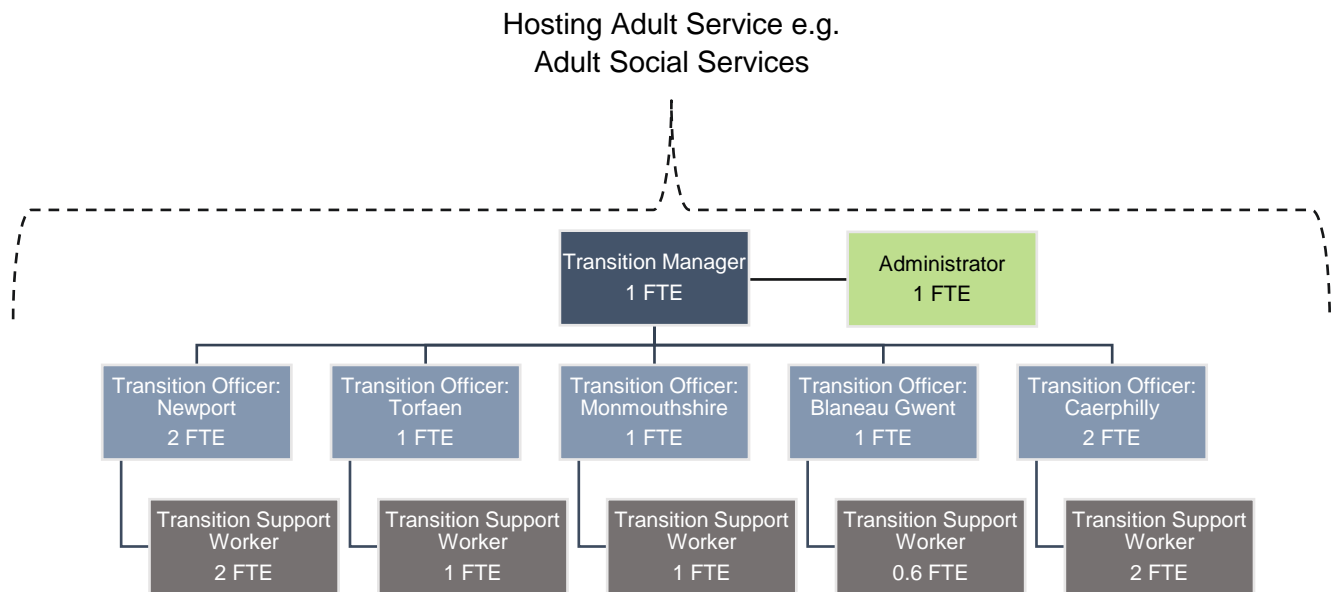 Hosting Adult Service e.g.
Adult Social Services
Transition Manager
1 FTE
Administrator
1 FTE
Transition Officer:
Newport
2 FTE
Transition Officer:
Torfaen
1 FTE
Transition Officer:
Monmouthshire
1 FTE
Transition Officer:
Blaneau Gwent
1 FTE
Transition Officer:
Caerphilly
2 FTE
Transition Support
Worker
2 FTE
Transition Support
Worker
1 FTE
Transition Support
Worker
1 FTE
Transition Support
Worker
0.6 FTE
Transition Support
Worker
2 FTE